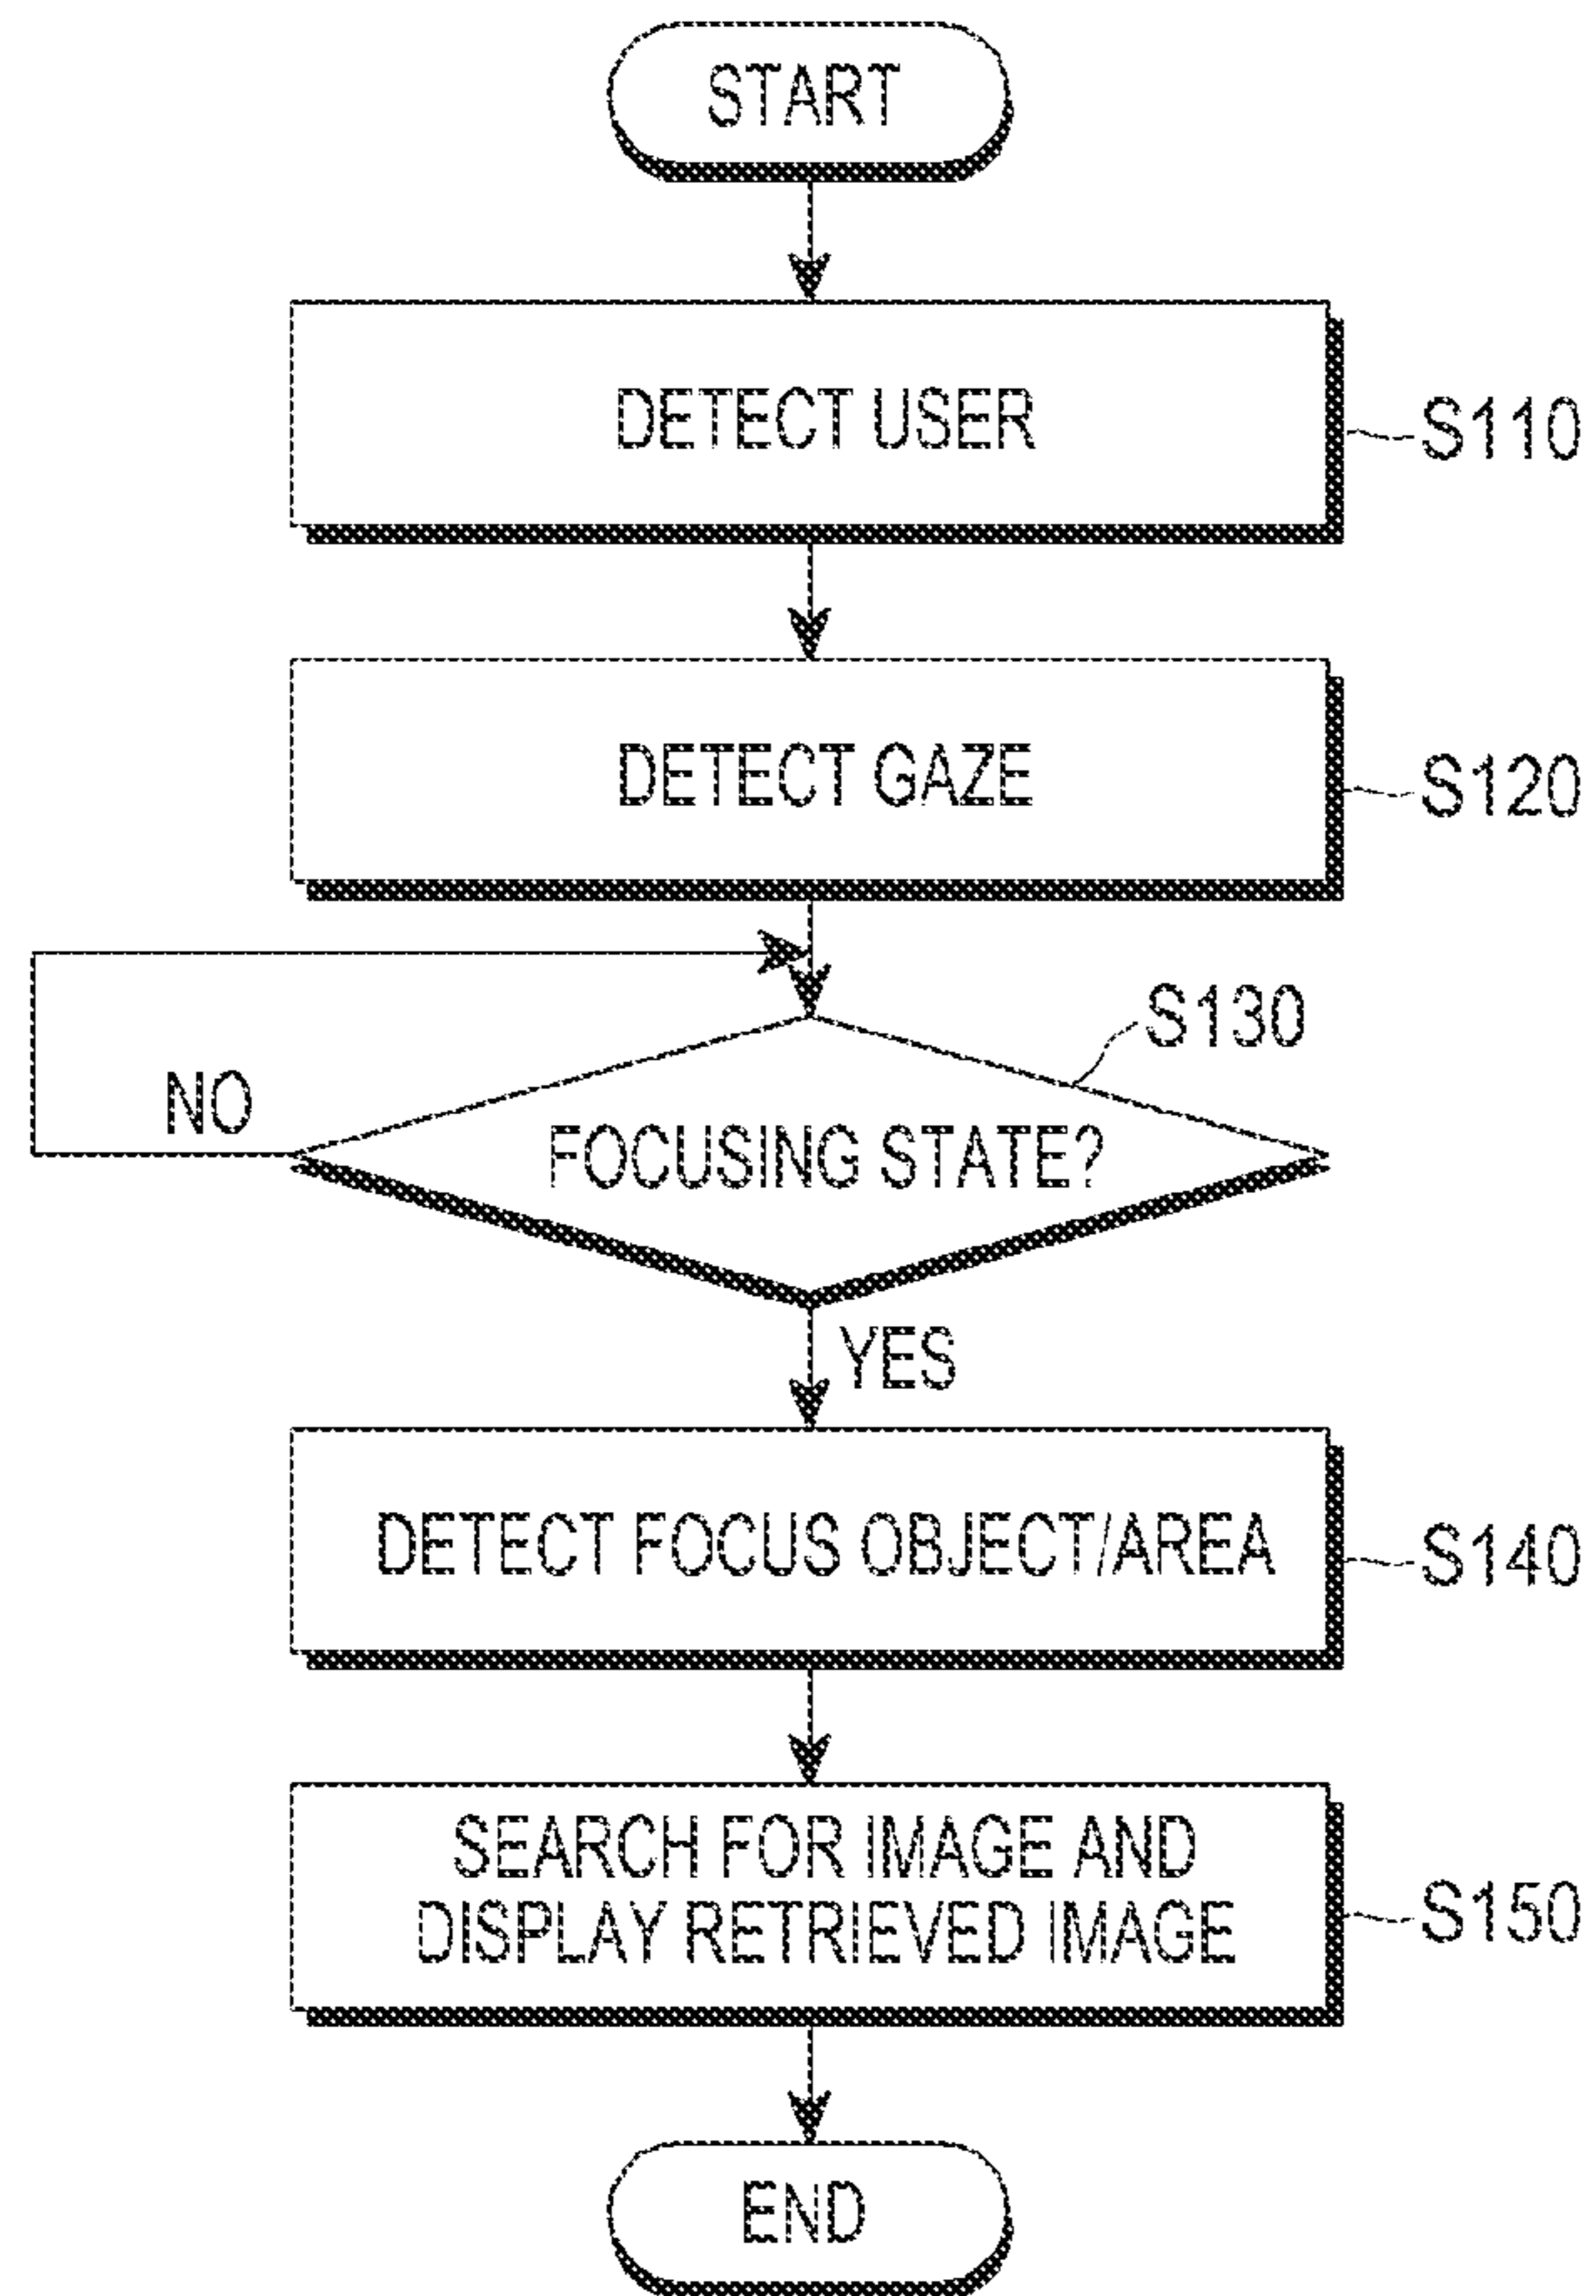 START
DETECT USER
S110
DETECT GAZE
S120
S130
NO
FOCUSING STATE?
YES
DETECT FOCUS OBJECT/AREA
S140
SEARCH FOR IMAGE AND
DISPLAY RETRIEVED IMAGE
S150
END